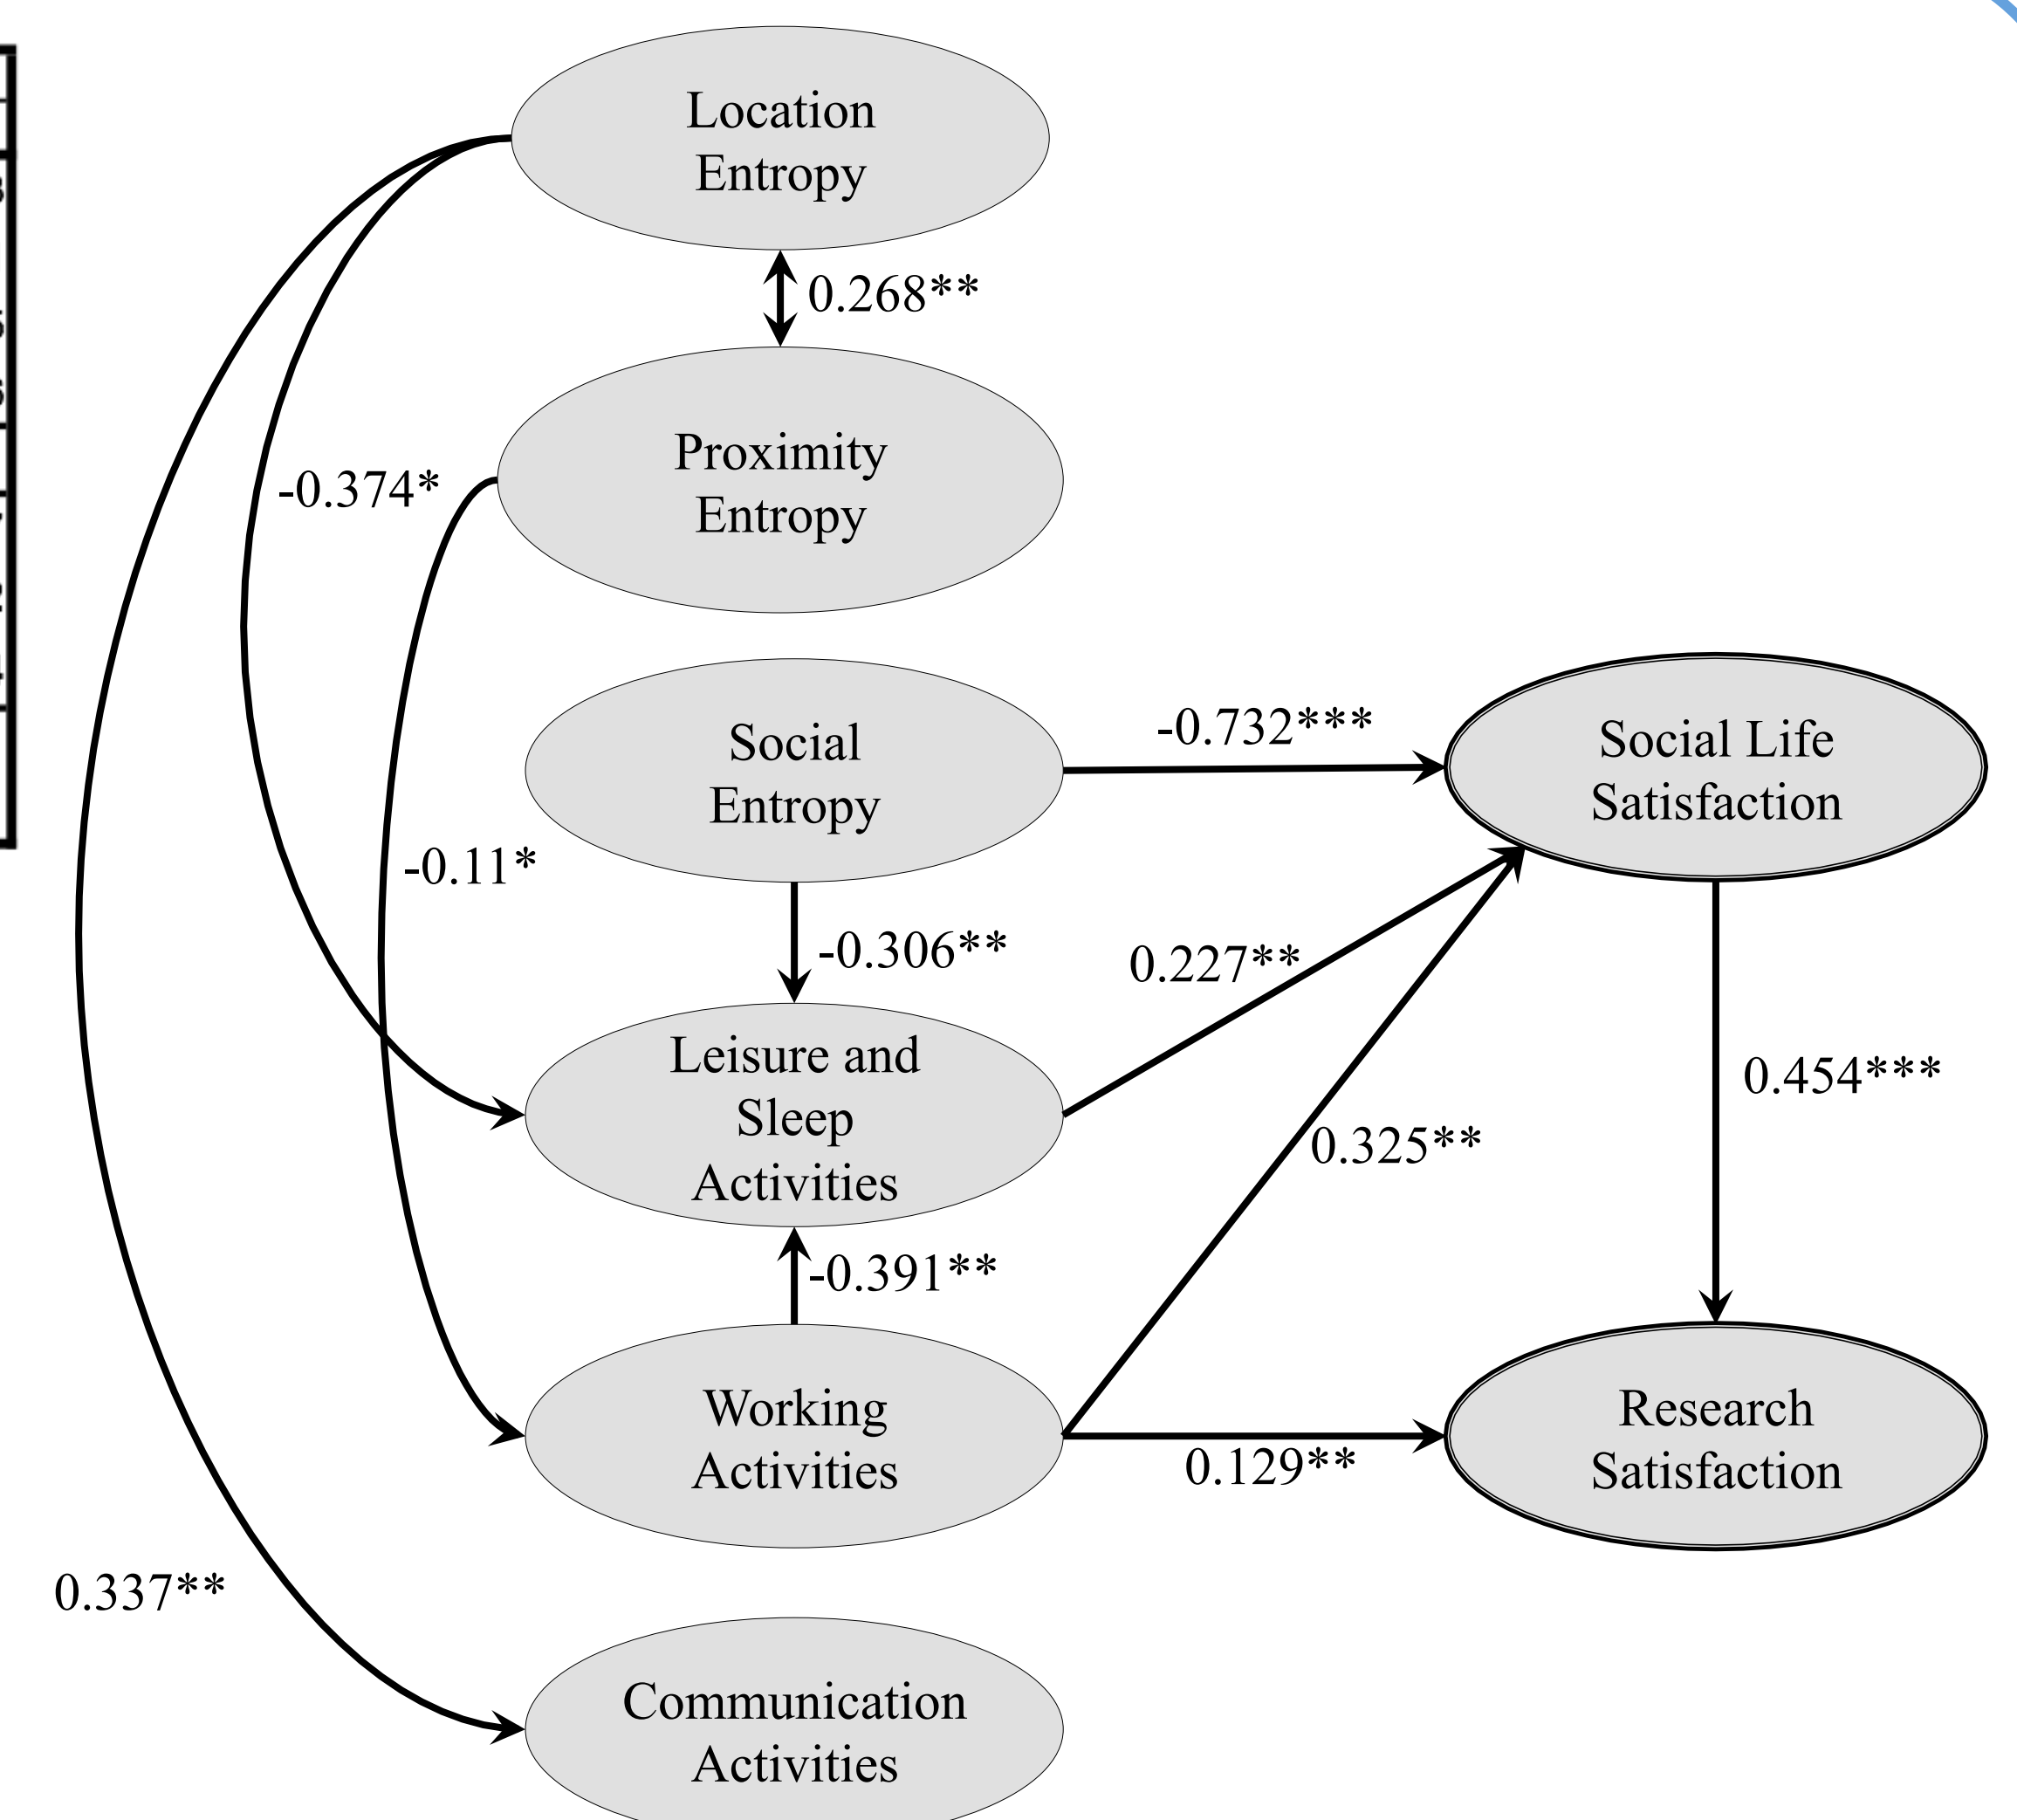 Location
Entropy
0.268**
Proximity
Entropy
-0.374*
Social
Entropy
-0.732***
Social Life
Satisfaction
-0.11*
-0.306**
0.227**
Leisure and
Sleep
Activities
0.454***
0.325**
-0.391**
Working
Activities
0.129**
Research
Satisfaction
0.337**
Communication
Activities